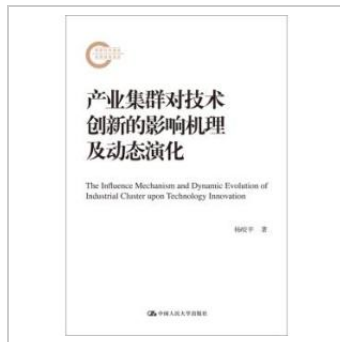 产业集群对技术
创新的影响机理
及动态演化
The Influence Mechanism and Dynamic Evolution of
Industrial Cluster upon Technology Innovation
著
中国人民大学出版社